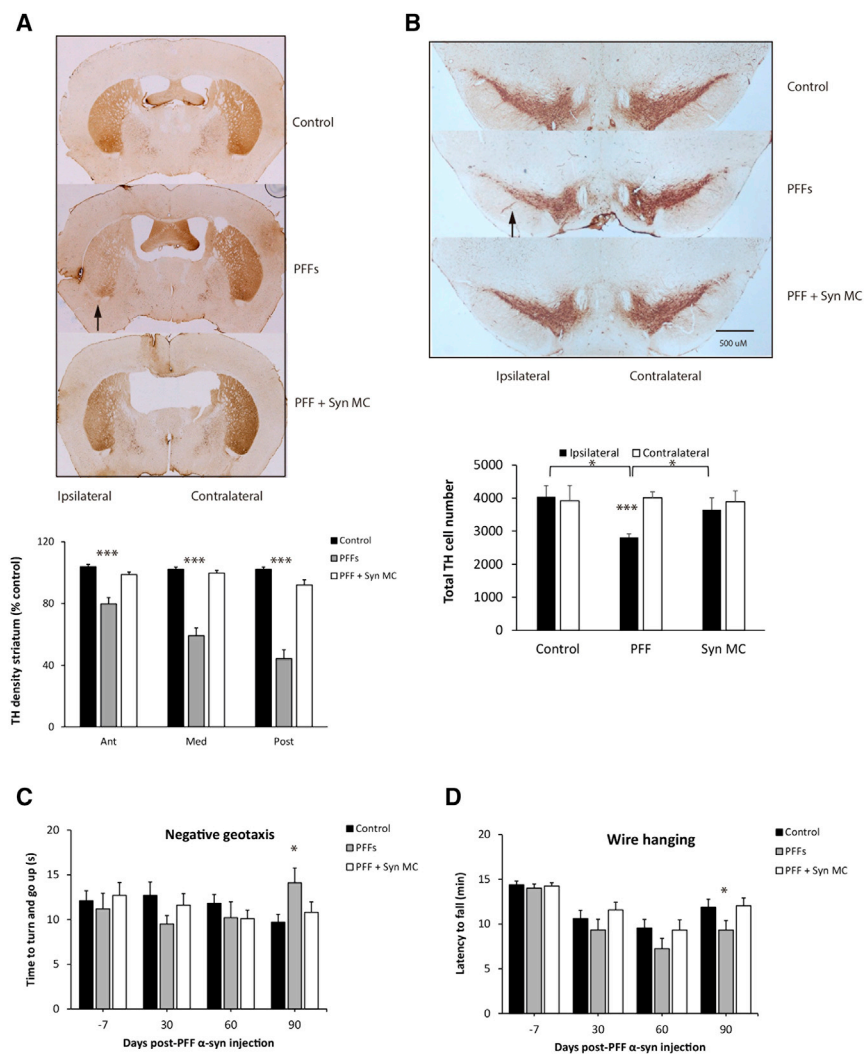 A
Control
PFFs
PFF + Syn MC
Ipsilateral
Contralateral
TH density striatum (% control)
120
80
40
0
***
***
***
Control
PFFs
PFF + Syn MC
Ant
Med
Post
B
Control
PFFs
PFF + Syn MC
500 uM
Ipsilateral
Contralateral
Ipsilateral
Contralateral
*
*
***
Total TH cell number
5000
4000
3000
2000
1000
0
Control
PFF
Syn MC
C
Negative geotaxis
Control
PFFs
PFF + Syn MC
*
Time to turn and go up (s)
20
15
10
5
0
-7
30
60
90
Days post-PFF α-syn injection
D
Wire hanging
Control
PFFs
PFF + Syn MC
*
Latency to fall (min)
20
15
10
15
0
-7
30
60
90
Days post-PFF α-syn injection